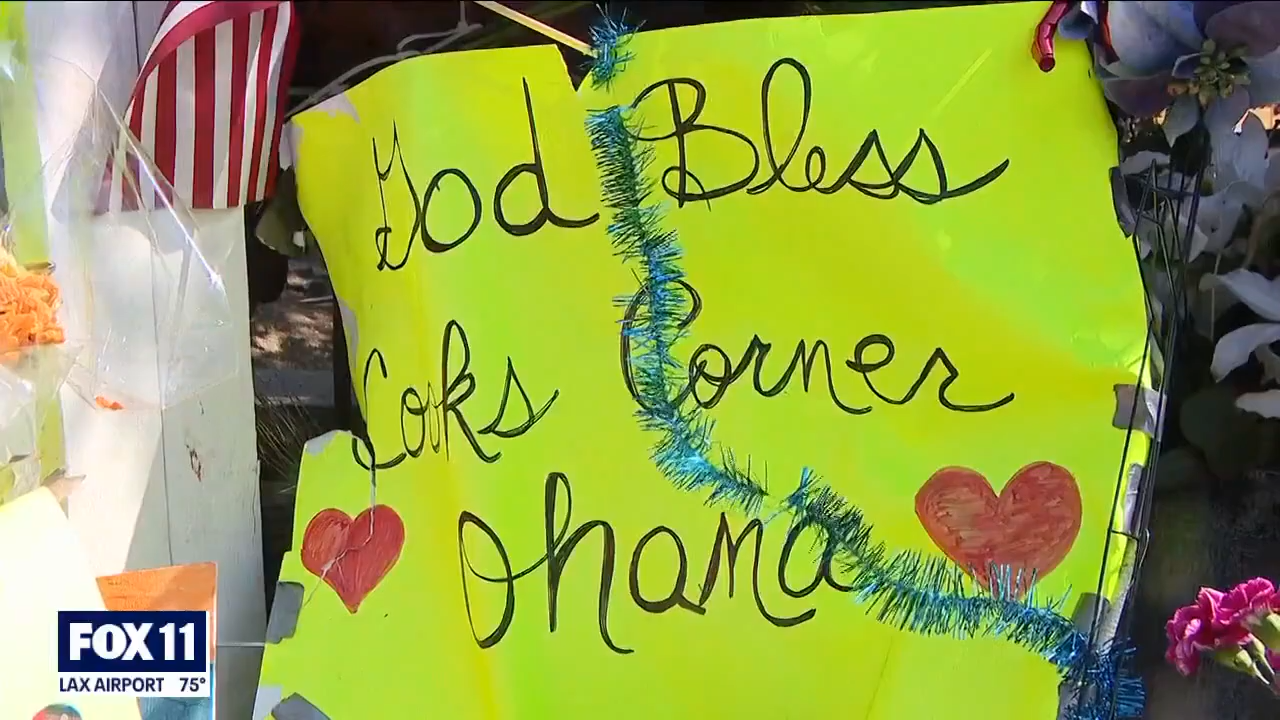 God Bless
Cooks Corner
Ohana
FOX 11
LAX AIRPORT 75°